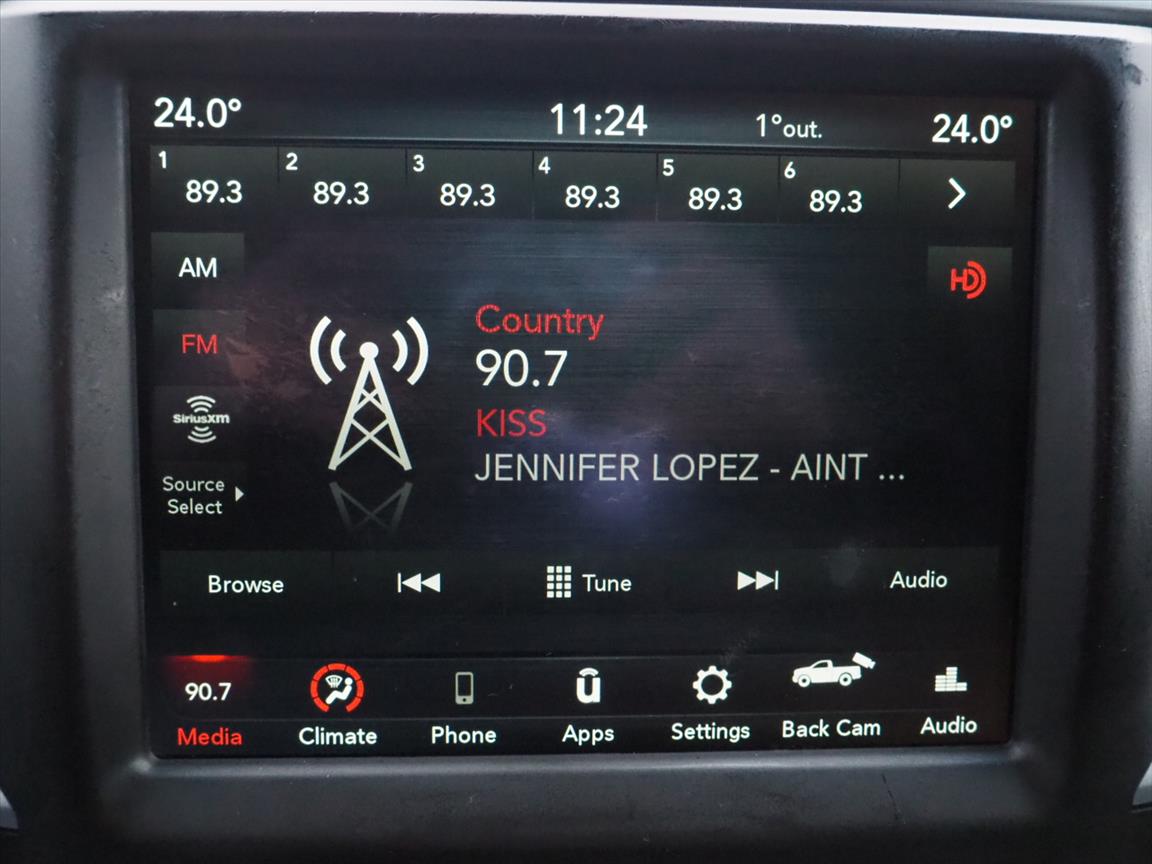 24.0° 11:24 1°out. 24.0°
1 89.3 2 89.3 3 89.3 4 89.3 5 89.3 6 89.3
AM
HD
FM
Country
90.7
KISS
JENNIFER LOPEZ - AINT ...
SiriusXM
Source
Select
Browse Tune Audio
90.7 u
Media Climate Phone Apps Settings Back Cam Audio